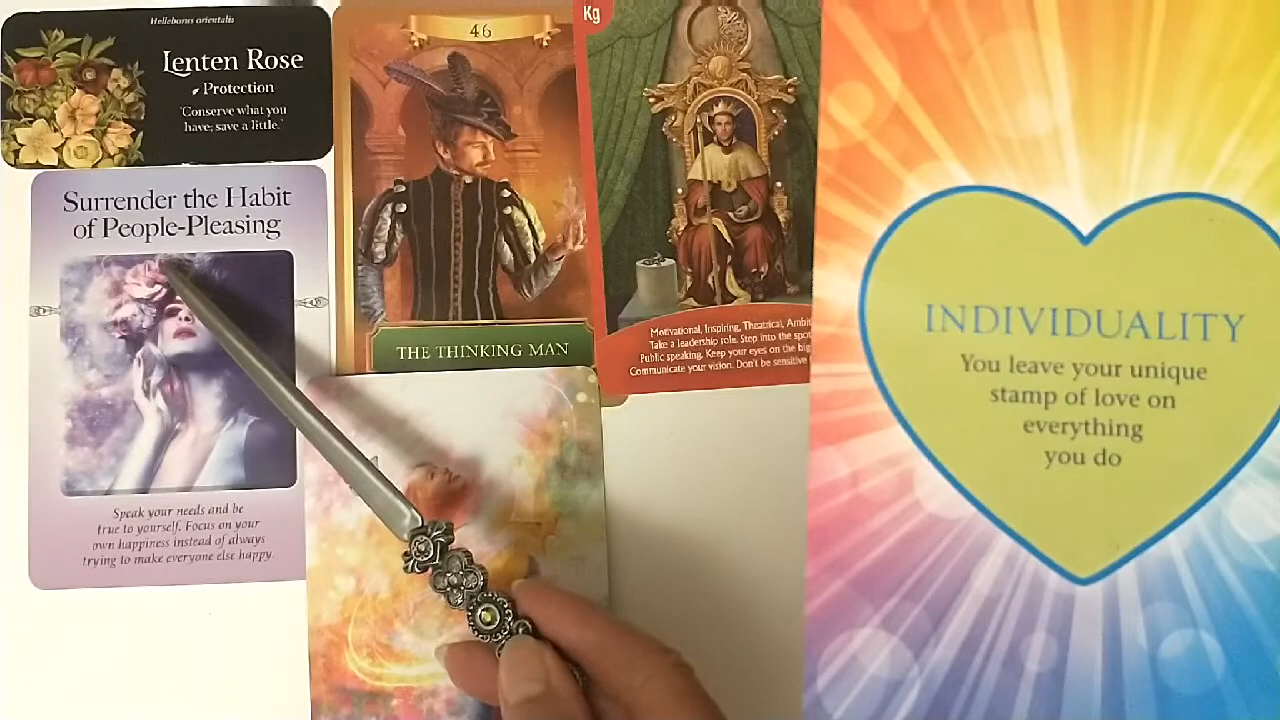 Helleborus orientalis
Lenten Rose
Protection
'Conserve what you
have; save a little.'
Surrender the Habit
of People-Pleasing
Speak your needs and be
true to yourself. Focus on your
own happiness instead of always
trying to make everyone else happy.
46
THE THINKING MAN
Kg
Motivational, Inspiring, Theatrical,
Take a leadership role. Step into the
Public speaking. Keep your eyes on the
Communicate your vision. Don't be sensitive
INDIVIDUALITY
You leave your unique
stamp of love on
everything
you do